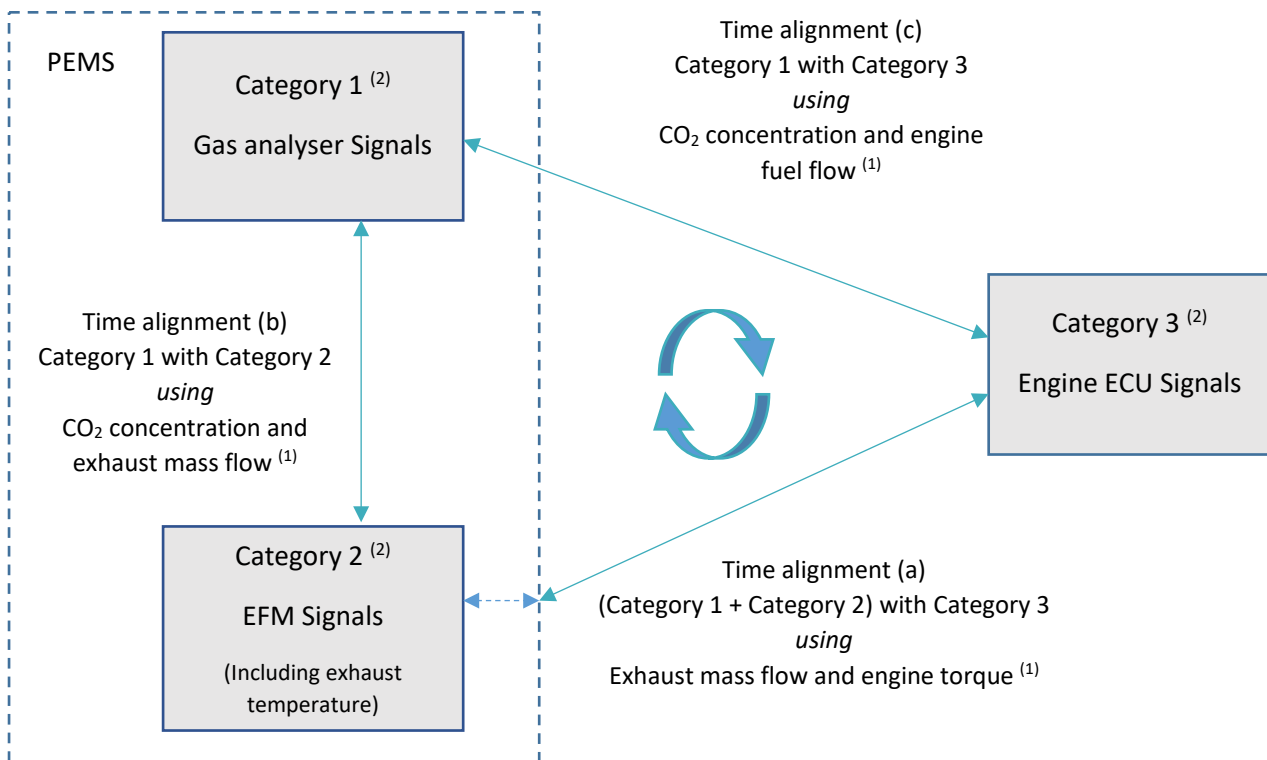 PEMS
Category 1 (2)
Gas analyser Signals
Time alignment (c)
Category 1 with Category 3
using
CO₂ concentration and engine
fuel flow (1)
Time alignment (b)
Category 1 with Category 2
using
CO₂ concentration and
exhaust mass flow (1)
Category 3 (2)
Engine ECU Signals
Category 2 (2)
EFM Signals
(Including exhaust
temperature)
Time alignment (a)
(Category 1 + Category 2) with Category 3
using
Exhaust mass flow and engine torque (1)